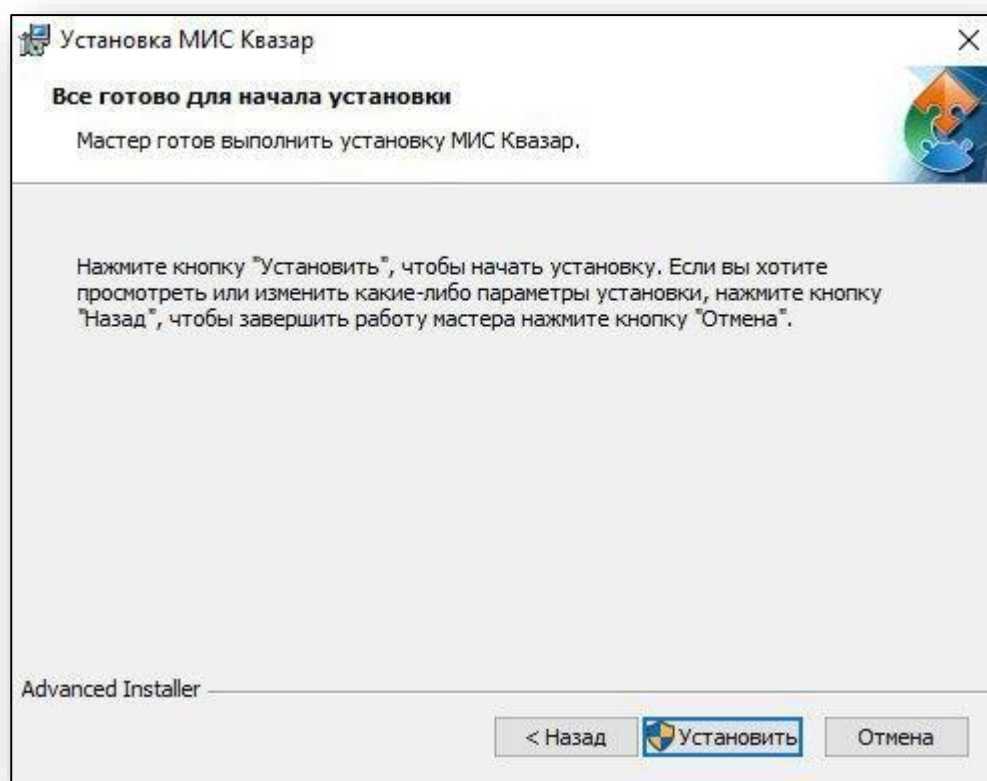 Установка МИС Квазар
Все готово для начала установки
Мастер готов выполнить установку МИС Квазар.
Нажмите кнопку "Установить", чтобы начать установку. Если вы хотите
просмотреть или изменить какие-либо параметры установки, нажмите кнопку
"Назад", чтобы завершить работу мастера нажмите кнопку "Отмена".
Advanced Installer
< Назад
Установить
Отмена